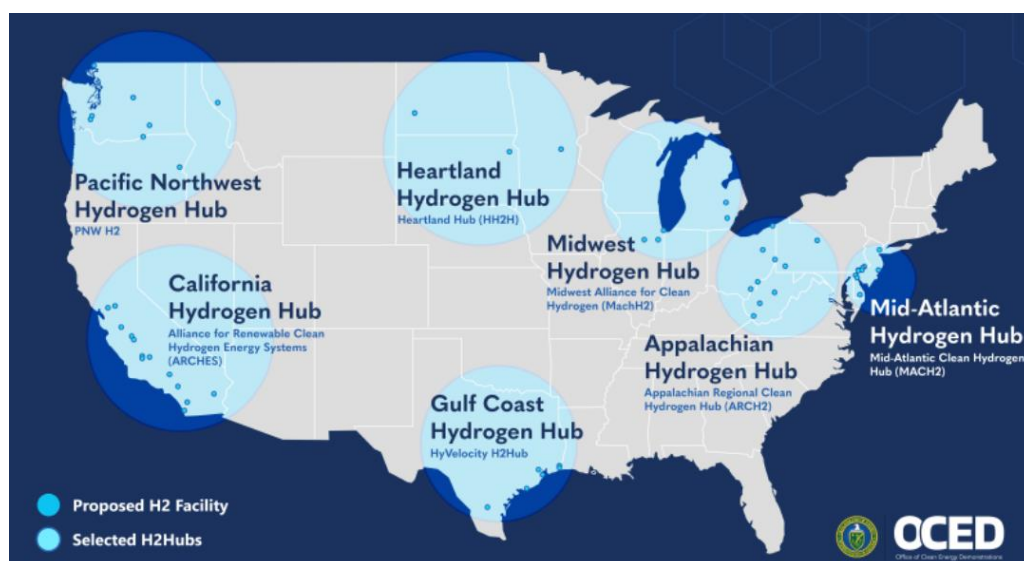 Pacific Northwest
Hydrogen Hub
PNW H2
Heartland
Hydrogen Hub
Heartland Hub (HH2H)
Midwest
Hydrogen Hub
Midwest Alliance for Clean
Hydrogen (MachH2)
California
Hydrogen Hub
Alliance for Renewable Clean
Hydrogen Energy Systems
(ARCHES)
Mid-Atlantic
Hydrogen Hub
Mid-Atlantic Clean Hydrogen
Hub (MACH2)
Appalachian
Hydrogen Hub
Appalachian Regional Clean
Hydrogen Hub (ARCH2)
Gulf Coast
Hydrogen Hub
HyVelocity H2Hub
Proposed H2 Facility
Selected H2Hubs
OCED
Office of Clean Energy Demonstrations